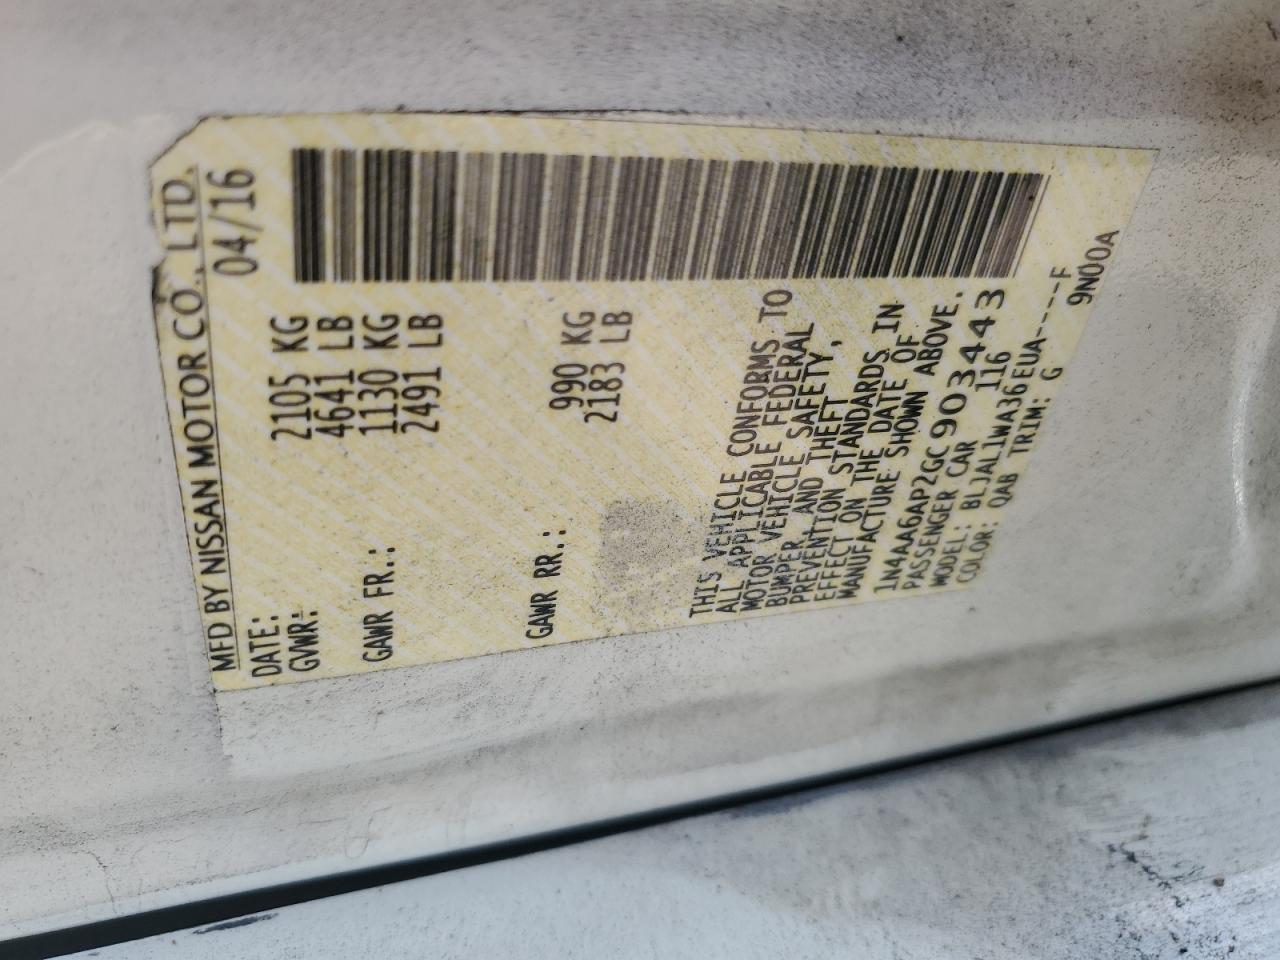 MFD BY NISSAN MOTOR CO., LTD.
DATE: 04/16
GVWR: 2105 KG
4641 LB
GAWR FR.: 1130 KG
2491 LB
GAWR RR.: 990 KG
2183 LB
THIS VEHICLE CONFORMS TO
ALL APPLICABLE FEDERAL
MOTOR VEHICLE SAFETY,
BUMPER, AND THEFT
PREVENTION STANDARDS IN
EFFECT ON THE DATE OF
MANUFACTURE SHOWN ABOVE.
1N4AA6AP2GC903443
PASSENGER CAR 116
MODEL: BLJAL1WA36EUA-----F
COLOR: QAB TRIM: G 9N00A